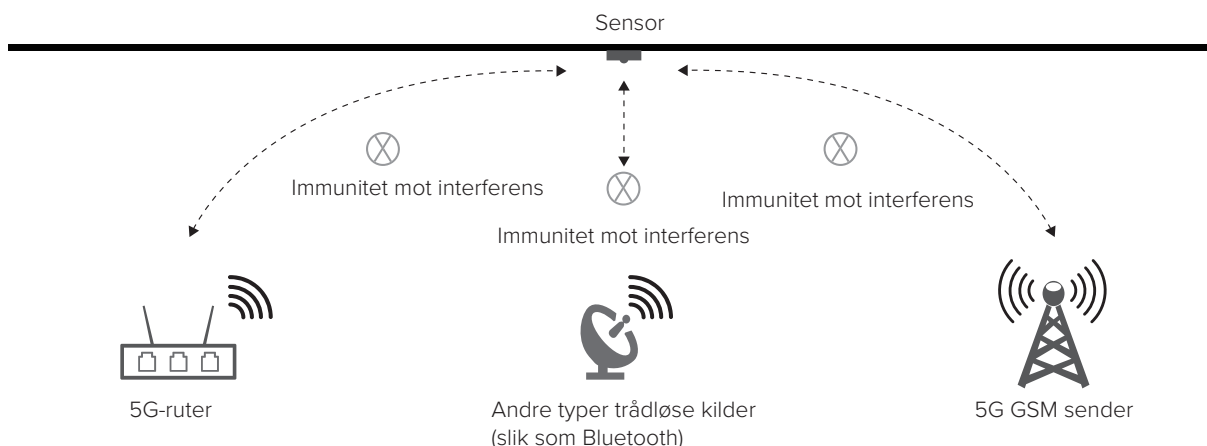 Sensor
Immunitet mot interferens
Immunitet mot interferens
Immunitet mot interferens
5G-ruter
Andre typer trådløse kilder
(slik som Bluetooth)
5G GSM sender